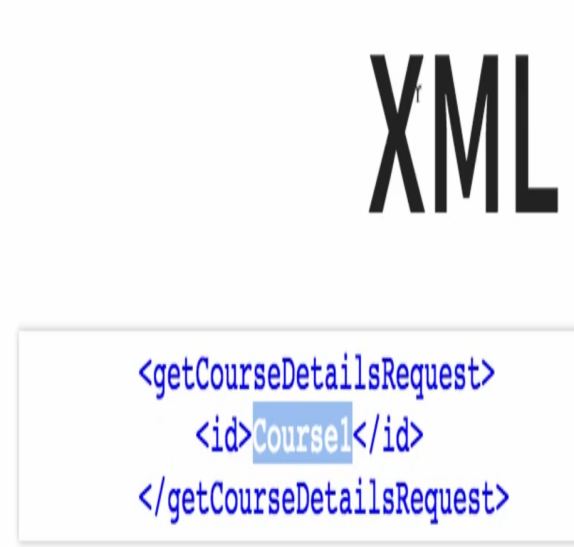 XML
<getCourseDetailsRequest>
<id>Course1</id>
</getCourseDetailsRequest>